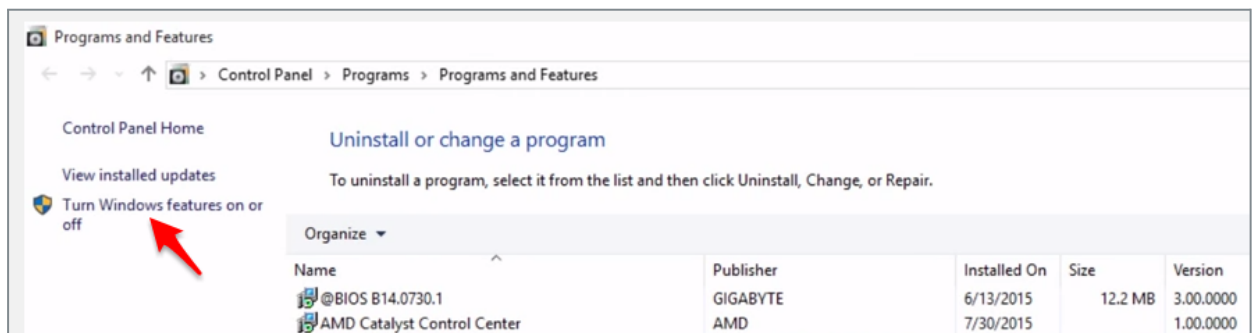 Programs and Features
Control Panel > Programs > Programs and Features
Control Panel Home
View installed updates
Turn Windows features on or
off
Uninstall or change a program
To uninstall a program, select it from the list and then click Uninstall, Change, or Repair.
Organize
Name Publisher Installed On Size Version
@BIOS B14.0730.1 GIGABYTE 6/13/2015 12.2 MB 3.00.0000
AMD Catalyst Control Center AMD 7/30/2015 1.00.0000